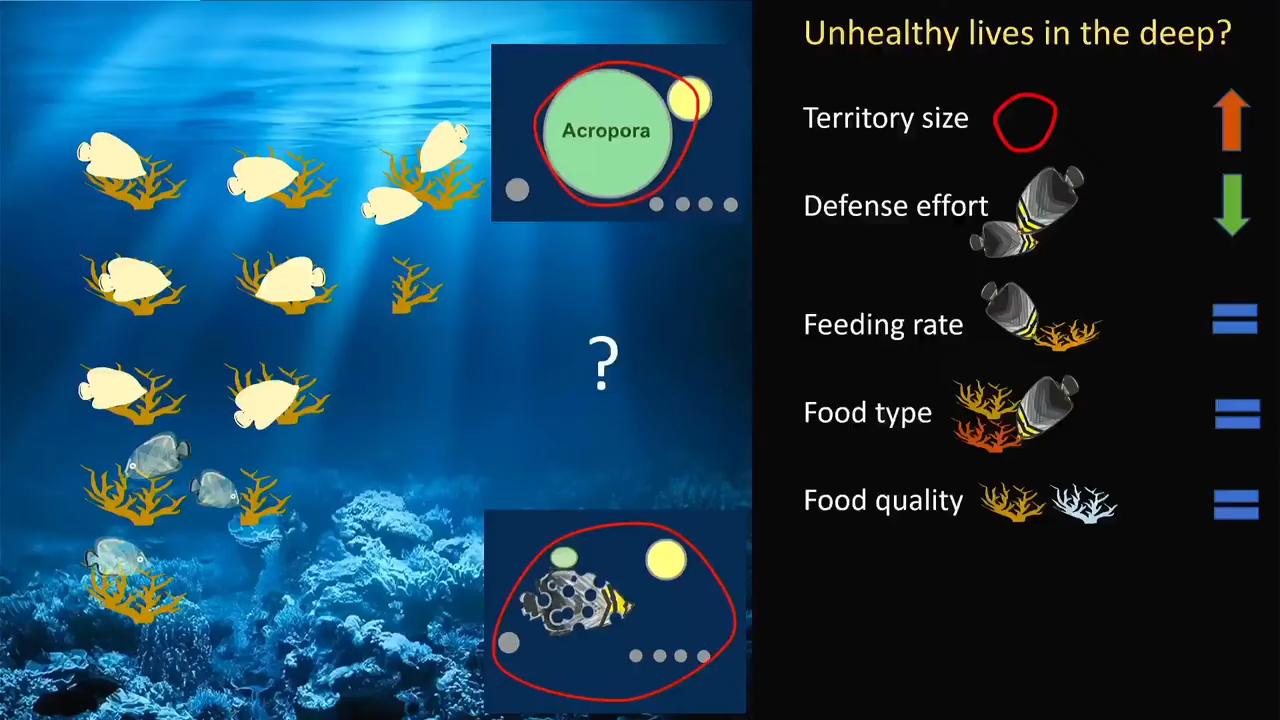 Unhealthy lives in the deep?
Acropora
Territory size
Defense effort
?
Feeding rate
Food type
Food quality